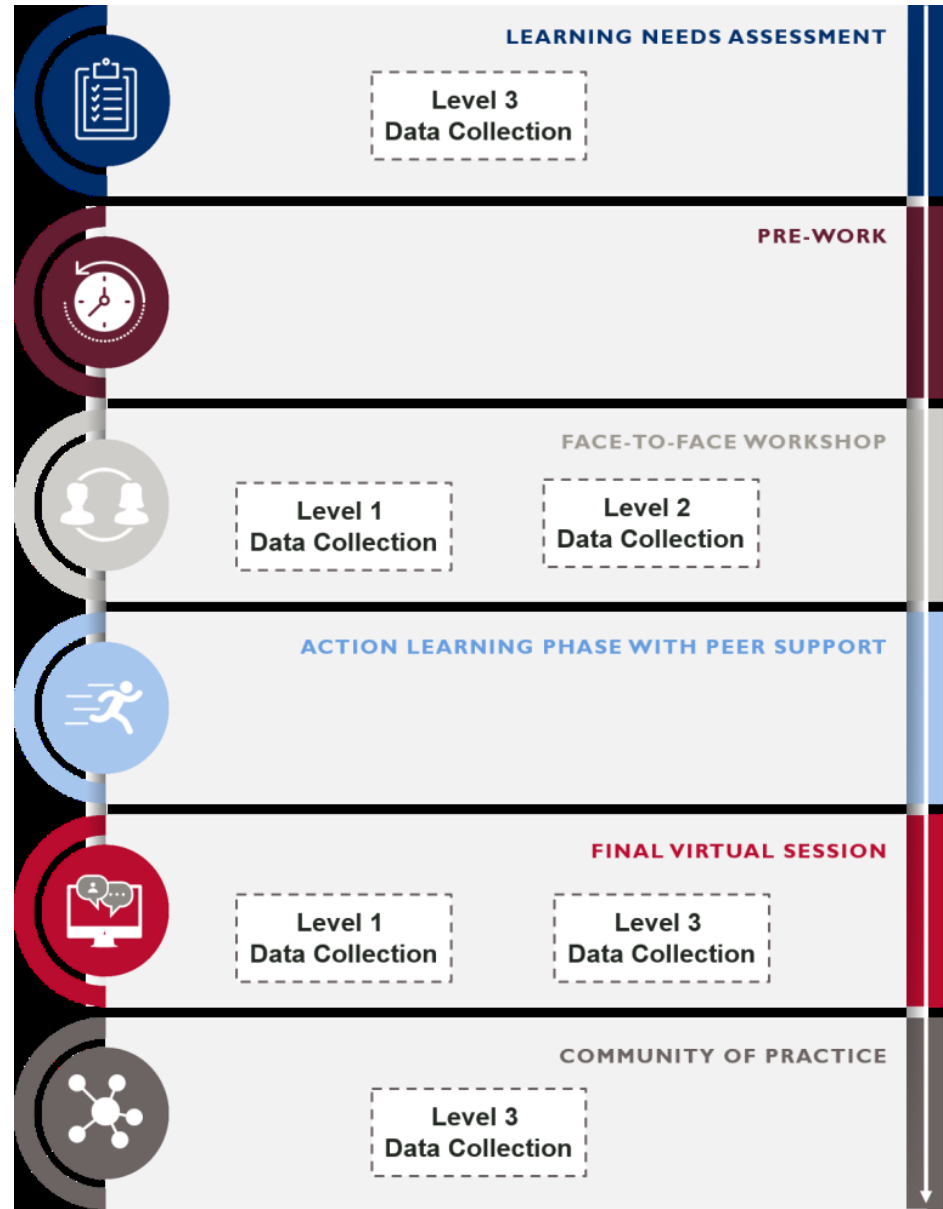 LEARNING NEEDS ASSESSMENT
Level 3
Data Collection
PRE-WORK
FACE-TO-FACE WORKSHOP
Level 1
Data Collection
Level 2
Data Collection
ACTION LEARNING PHASE WITH PEER SUPPORT
FINAL VIRTUAL SESSION
Level 1
Data Collection
Level 3
Data Collection
COMMUNITY OF PRACTICE
Level 3
Data Collection